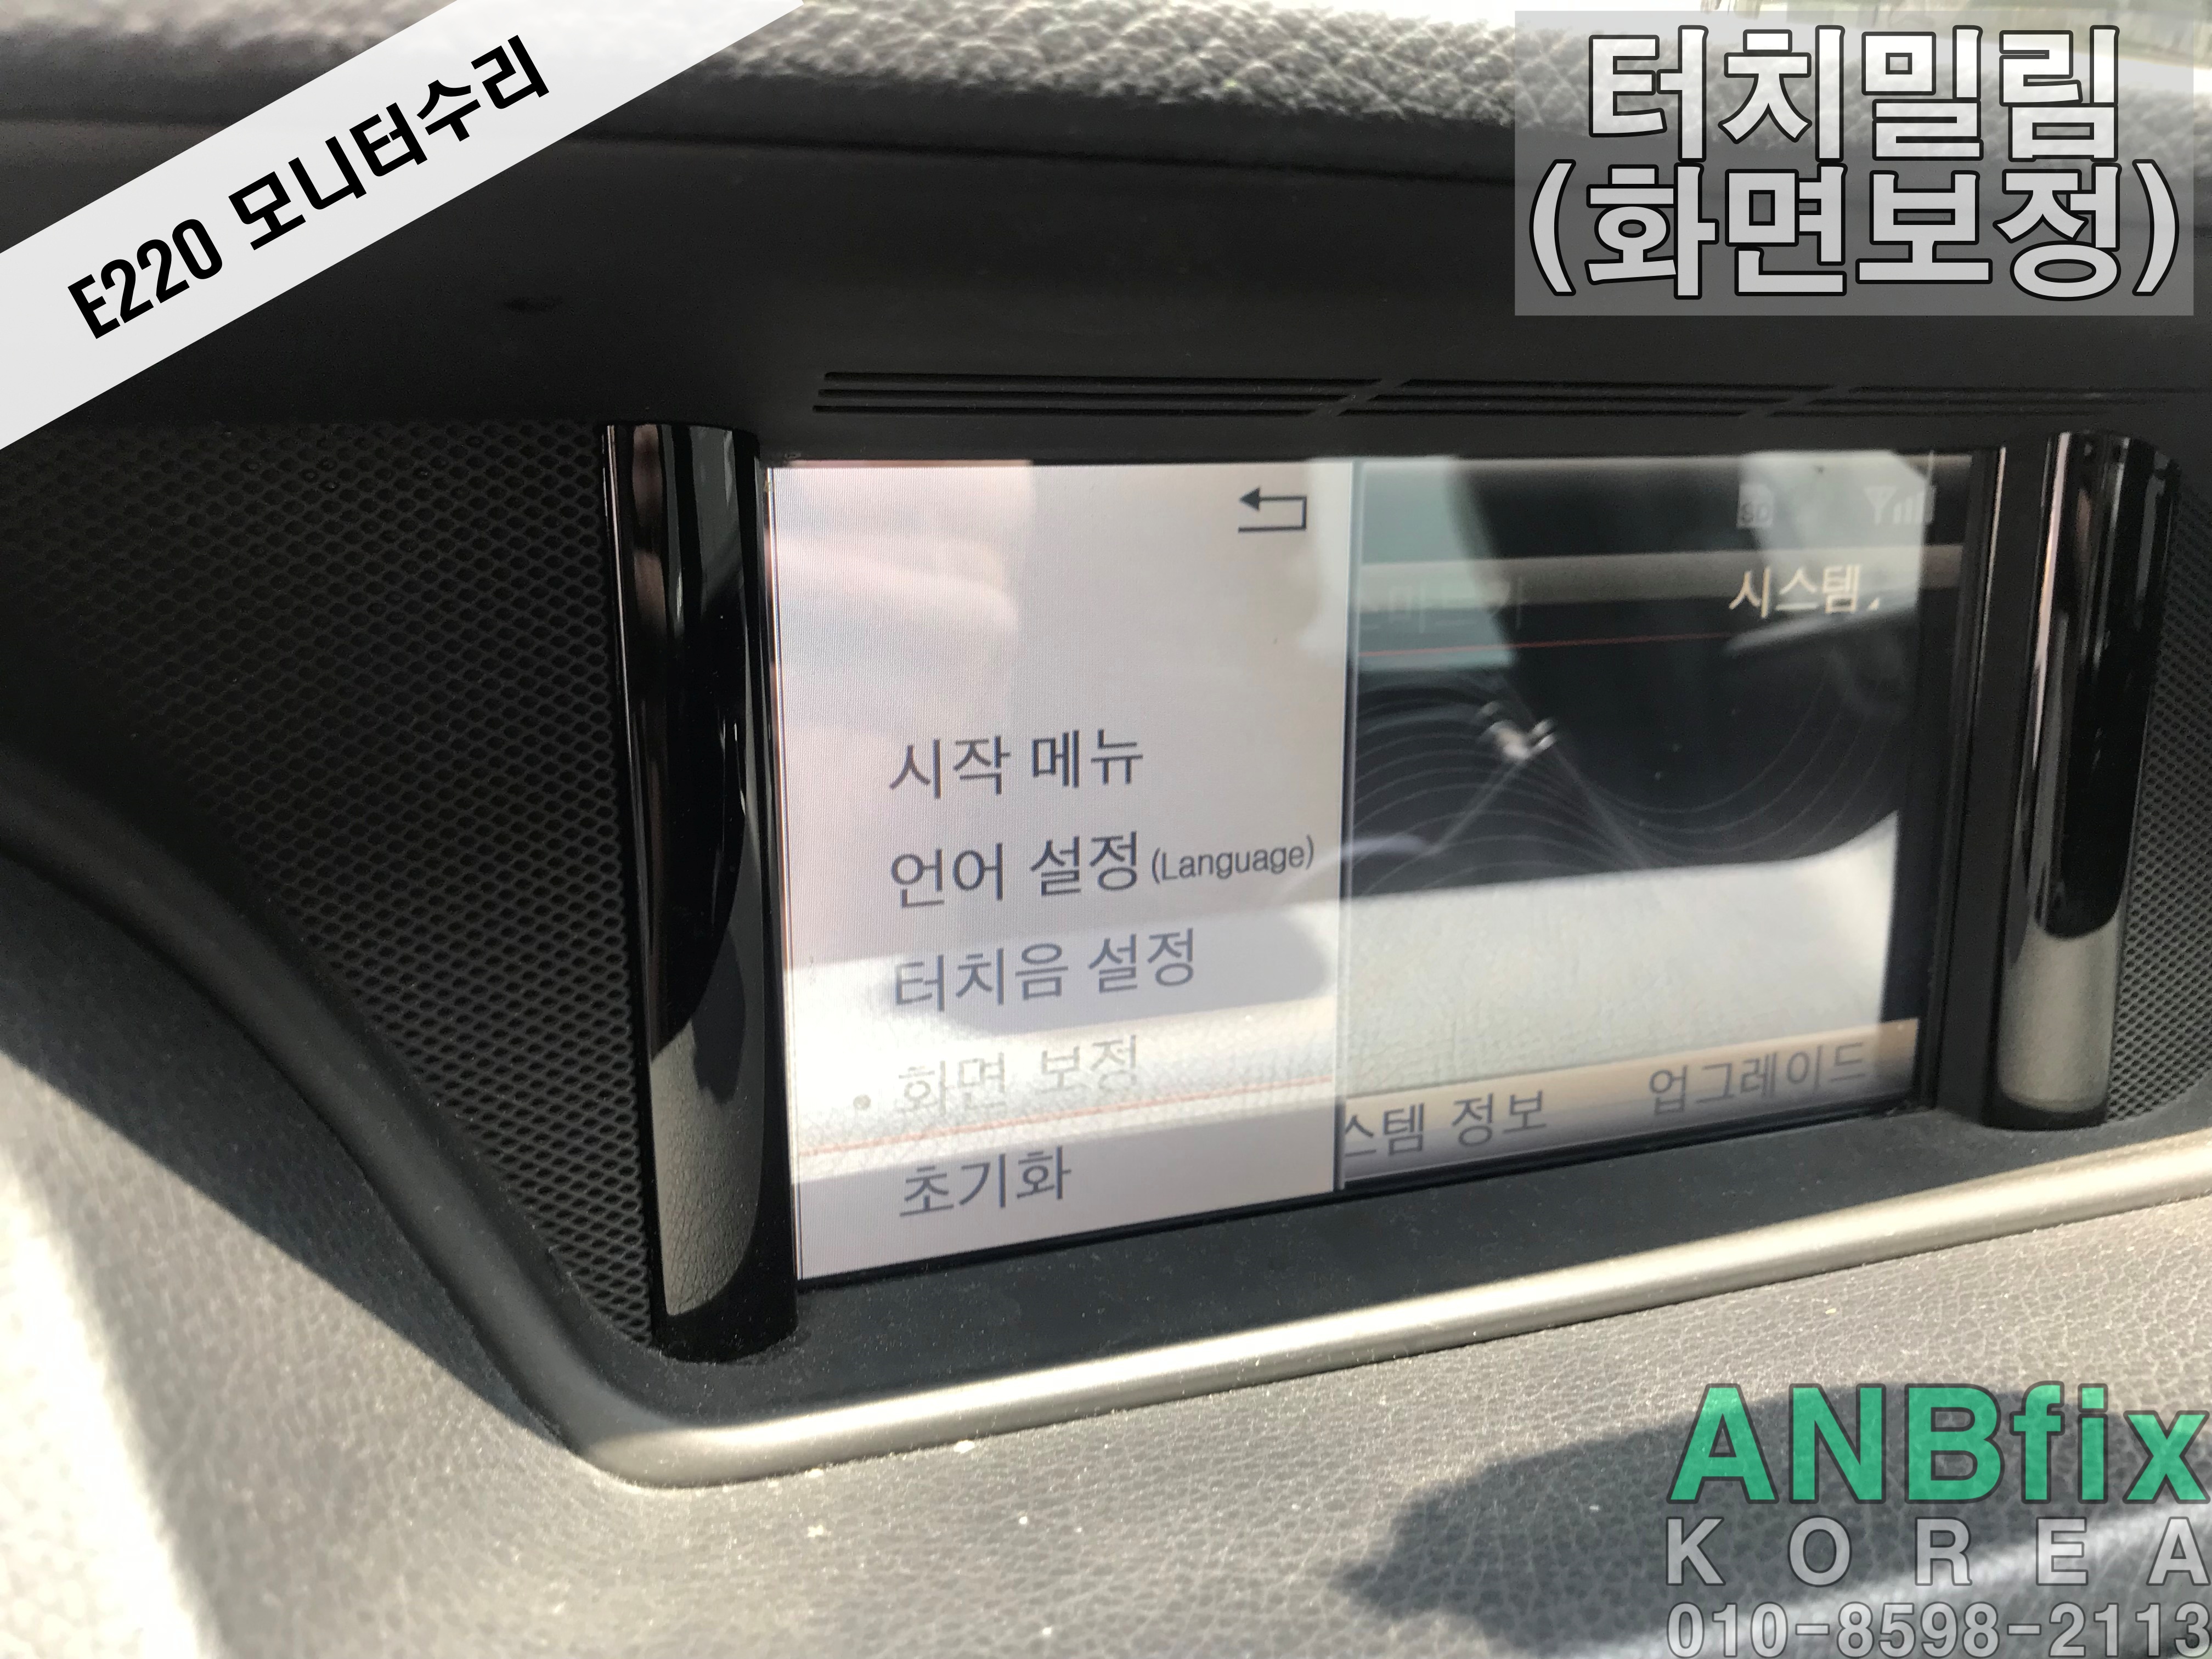 E220 모니터수리
터치밀림
(화면보정)
3D
시스템
시작 메뉴
언어 설정(Language)
터치음 설정
• 화면 보정
초기화
스템 정보
업그레이드
ANBfix
KOREA
010-8598-2113